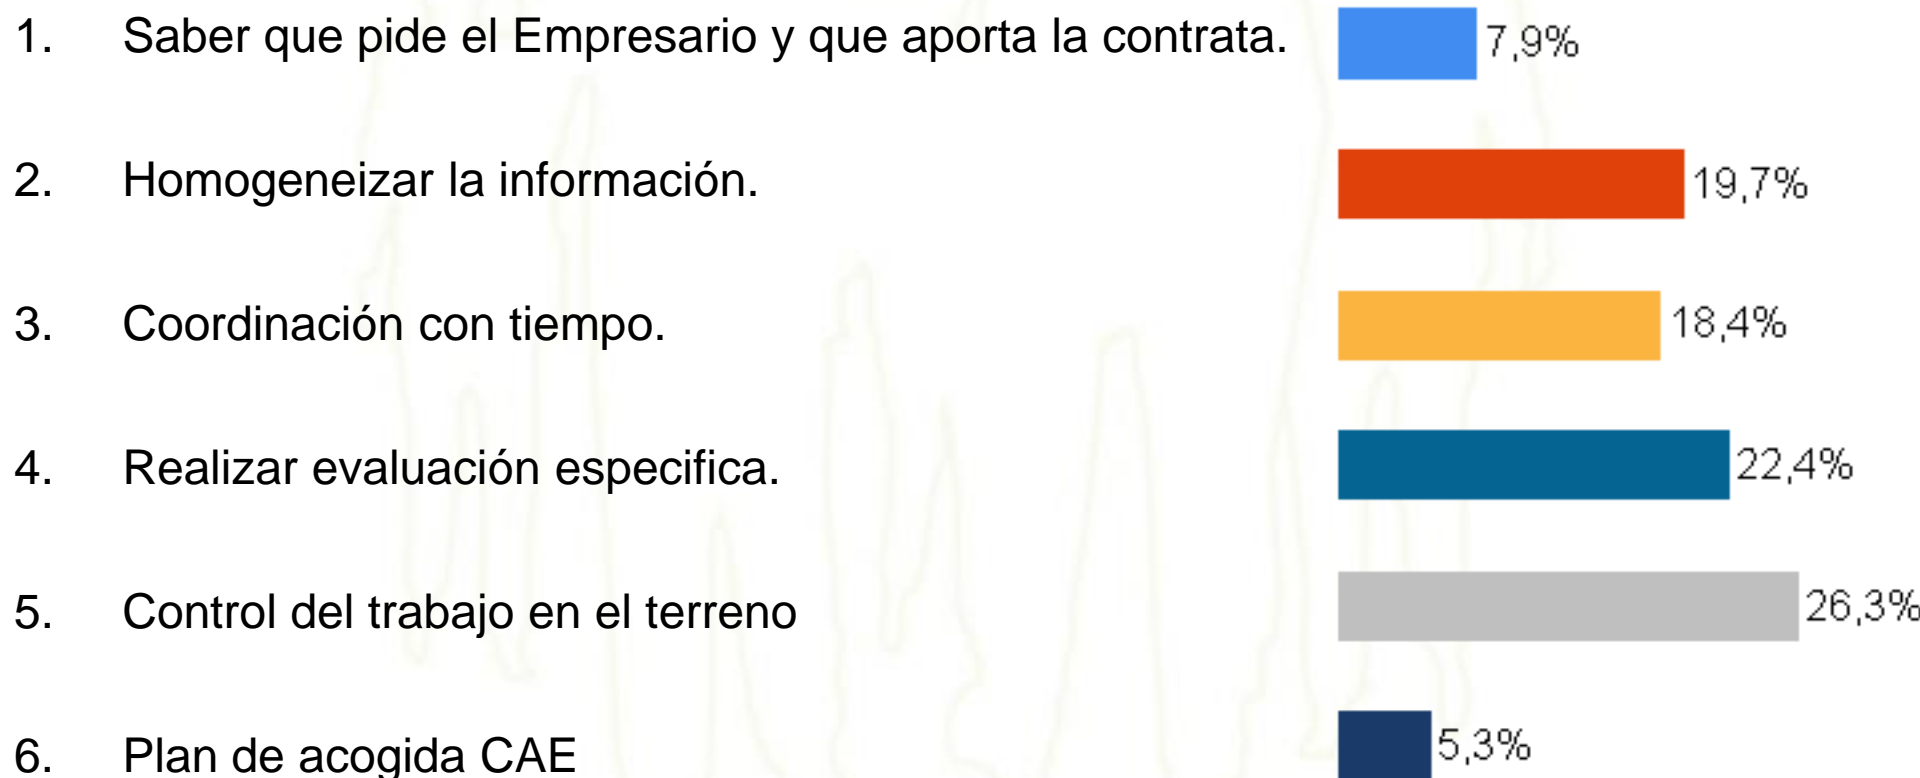 1. Saber que pide el Empresario y que aporta la contrata. 7,9%
2. Homogeneizar la información. 19,7%
3. Coordinación con tiempo. 18,4%
4. Realizar evaluación especifica. 22,4%
5. Control del trabajo en el terreno 26,3%
6. Plan de acogida CAE 5,3%